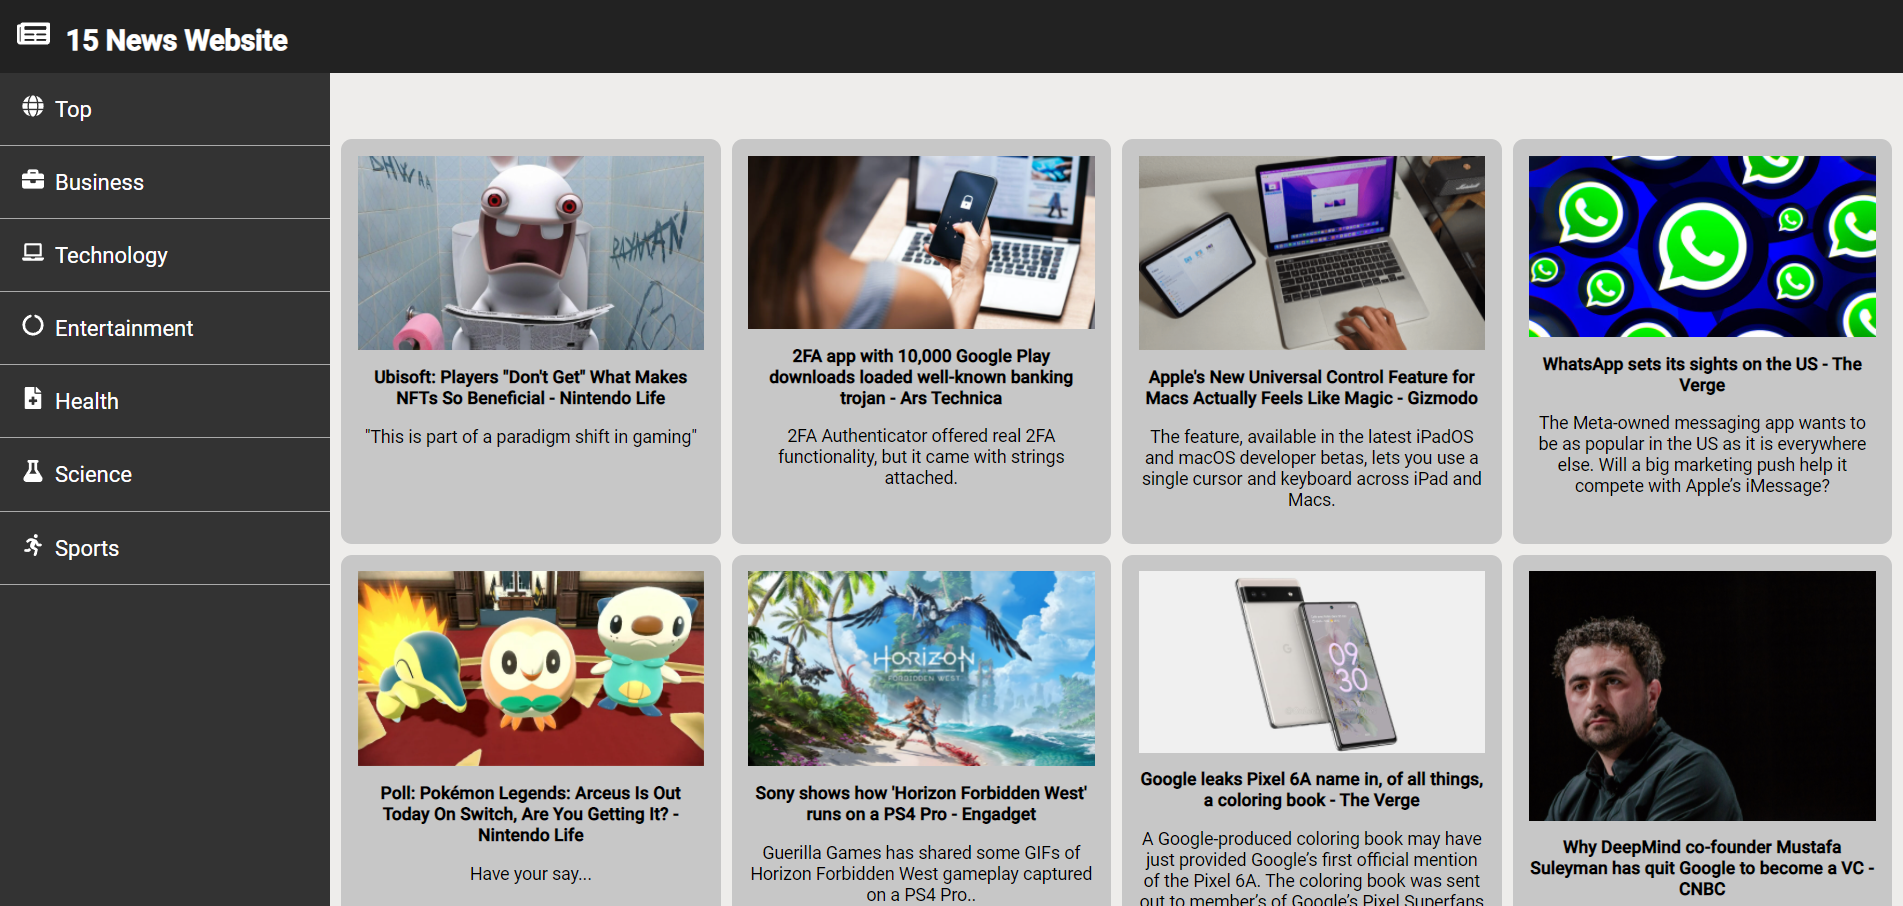 15 News Website
Top
Business
Technology
Entertainment
Health
Science
Sports
RAYMAN!
Ubisoft: Players "Don't Get" What Makes
NFTs So Beneficial - Nintendo Life
"This is part of a paradigm shift in gaming"
2FA app with 10,000 Google Play
downloads loaded well-known banking
trojan - Ars Technica
2FA Authenticator offered real 2FA
functionality, but it came with strings
attached.
Apple's New Universal Control Feature for
Macs Actually Feels Like Magic - Gizmodo
The feature, available in the latest iPadOS
and macOS developer betas, lets you use a
single cursor and keyboard across iPad and
Macs.
WhatsApp sets its sights on the US - The
Verge
The Meta-owned messaging app wants to
be as popular in the US as it is everywhere
else. Will a big marketing push help it
compete with Apple’s iMessage?
Poll: Pokémon Legends: Arceus Is Out
Today On Switch, Are You Getting It? -
Nintendo Life
Have your say...
HORIZON
FORBIDDEN WEST
Sony shows how 'Horizon Forbidden West'
runs on a PS4 Pro - Engadget
Guerilla Games has shared some GIFs of
Horizon Forbidden West gameplay captured
on a PS4 Pro..
G
09
30
Google leaks Pixel 6A name in, of all things,
a coloring book - The Verge
A Google-produced coloring book may have
just provided Google’s first official mention
of the Pixel 6A. The coloring book was sent
out to member’s of Google’s Pixel Superfans
Why DeepMind co-founder Mustafa
Suleyman has quit Google to become a VC -
CNBC